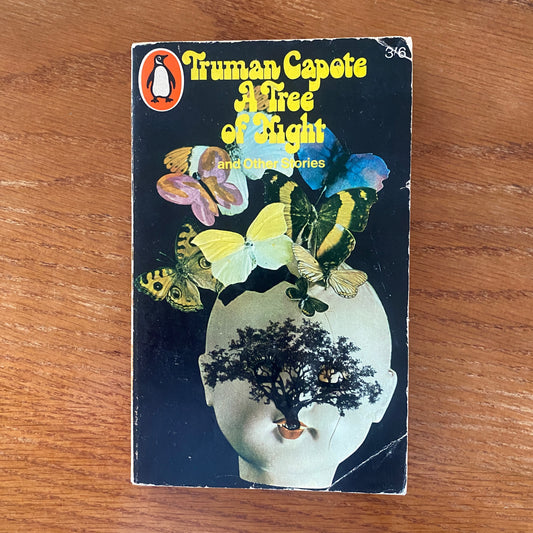 3/6
Truman Capote
A Tree
of Night
and Other Stories